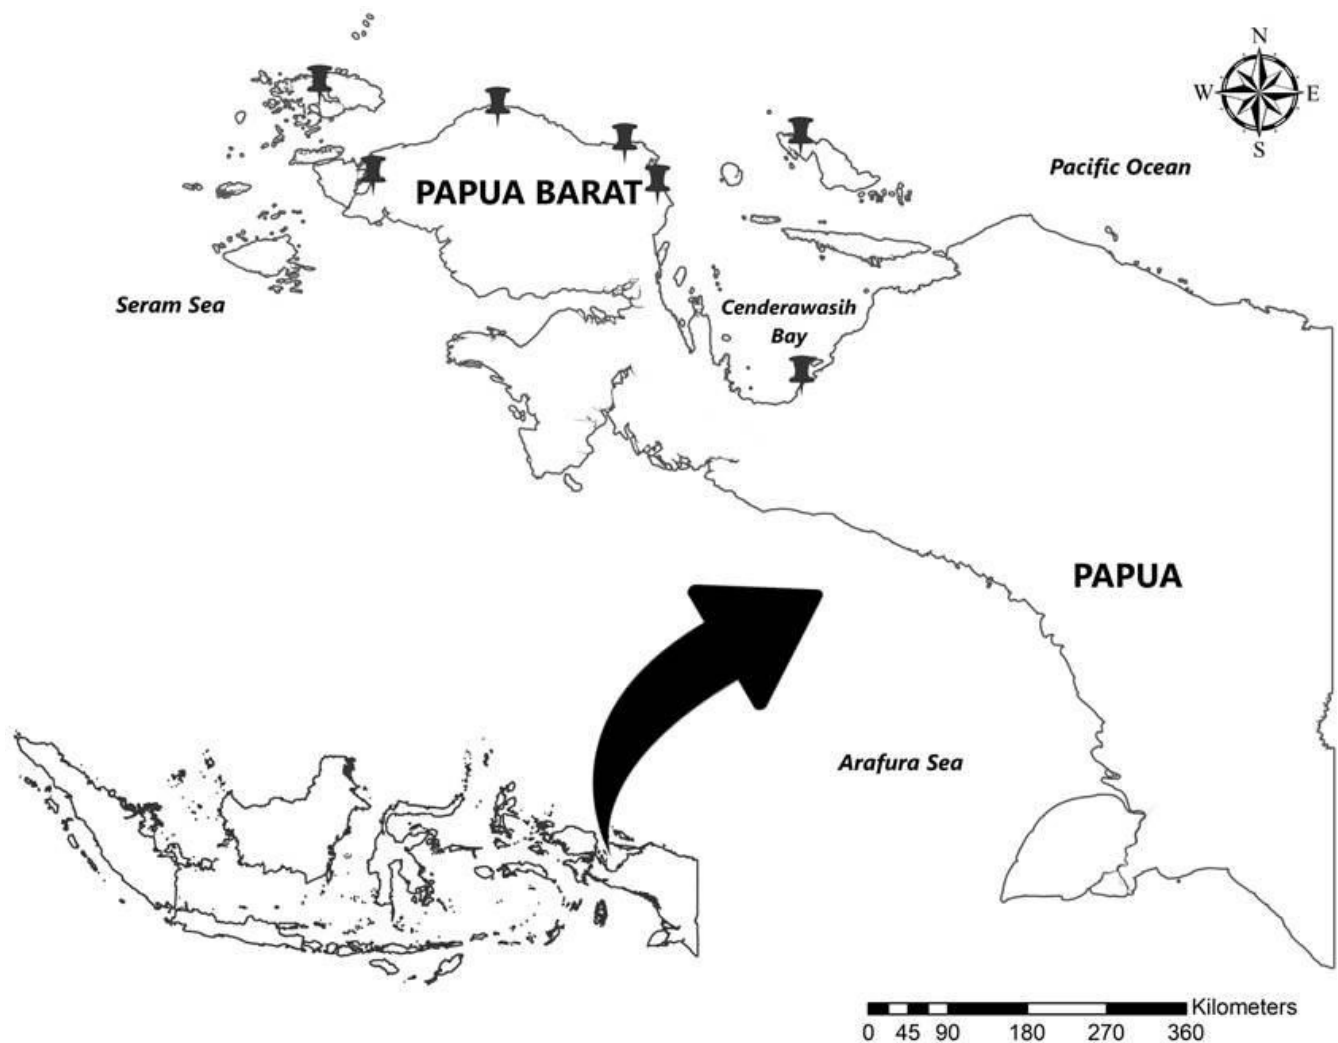 N
W E
S
Pacific Ocean
PAPUA BARAT
Seram Sea
Cenderawasih
Bay
PAPUA
Arafura Sea
Kilometers
0 45 90 180 270 360